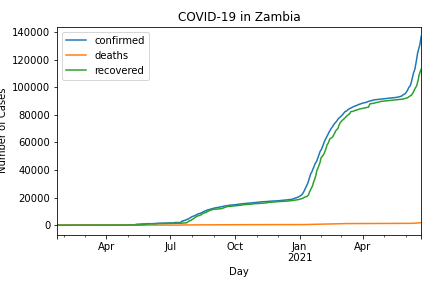 COVID-19 in Zambia
140000
120000
100000
80000
60000
40000
20000
0
Number of Cases
confirmed
deaths
recovered
Apr
Jul
Oct
Jan
2021
Apr
Day